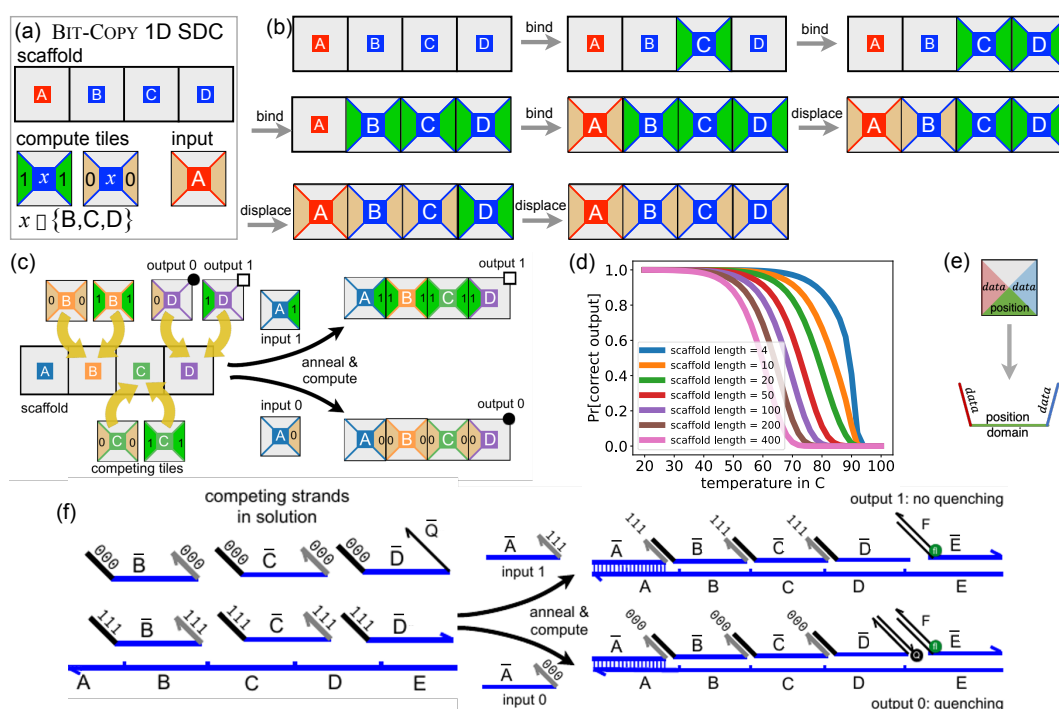 (a) BIT-COPY 1D SDC
scaffold
A B C D
compute tiles input
1 x 1 0 x 0 A
x ▯ {B,C,D}
(b)
A B C D
bind
A B C D
bind
A B C D
bind
A B C D
bind
A B C D
displace
A B C D
displace
A B C D
displace
A B C D
(c)
output 0 output 1
0 B 0 1 B 1 0 D 1 D
A B C D
scaffold
0 C 0 1 C 1
competing tiles
A 1
input 1
anneal &
compute
input 0
A 0
output 1
A 1 1 B 1 1 C 1 1 D
output 0
A 0 0 B 0 0 C 0 0 D
(d)
Pr[correct output]
1.0
0.8
0.6
0.4
0.2
0.0
scaffold length = 4
scaffold length = 10
scaffold length = 20
scaffold length = 50
scaffold length = 100
scaffold length = 200
scaffold length = 400
20 30 40 50 60 70 80 90 100
temperature in C
(e)
data data
position
data data
position
domain
(f)
competing strands
in solution
000 B̄ 000 000 C̄ 000 000 D̄ Q̄
111 B̄ 111 111 C̄ 111 111 D̄
A B C D E
Ā 111
input 1
anneal &
compute
Ā 000
input 0
output 1: no quenching
Ā 111 B̄ 111 C̄ 111 D̄ F fl Ē
A B C D E
Ā 000 B̄ 000 C̄ 000 D̄ Q F fl Ē
A B C D E
output 0: quenching